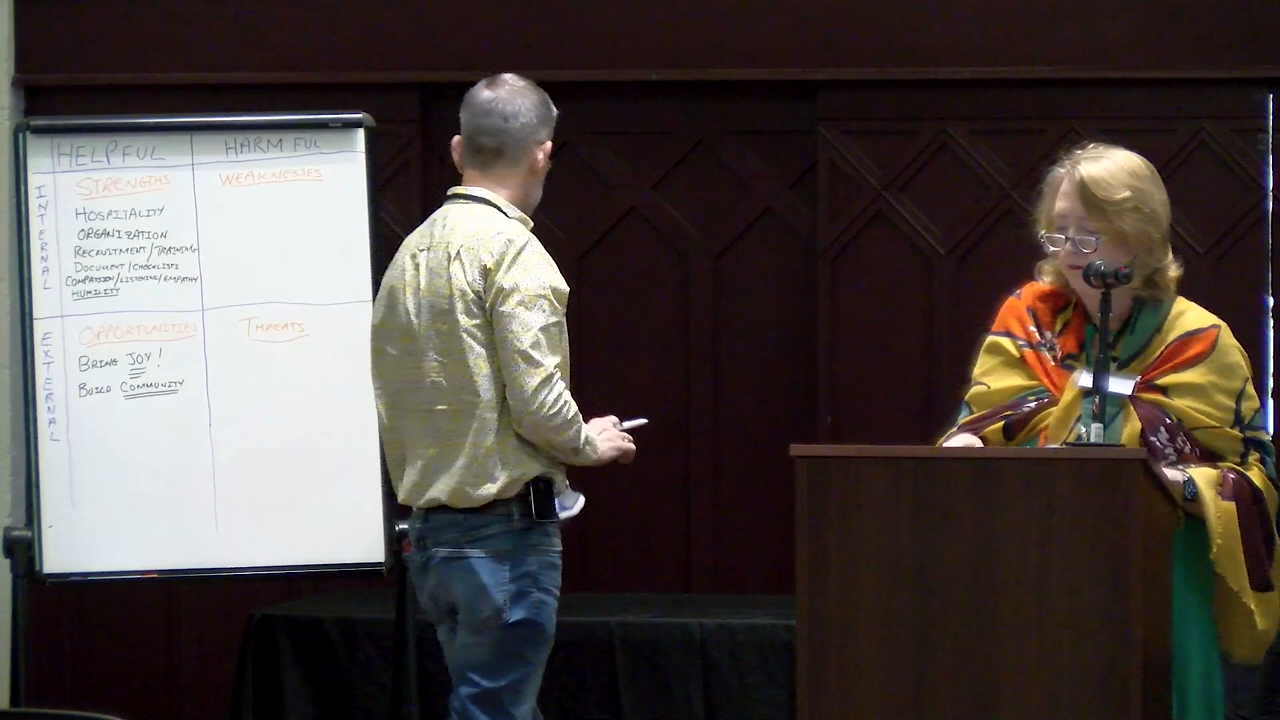 HELPFUL HARMFUL
INTERNAL
STRENGTHS
HOSPITALITY
ORGANIZATION
RECRUITMENT/TRAINING
DOCUMENT/CHECKLISTS
COMPASSION/LISTENING/EMPATHY
HUMILITY
WEAKNESSES
EXTERNAL
OPPORTUNITIES
BRING JOY!
BUILD COMMUNITY
THREATS